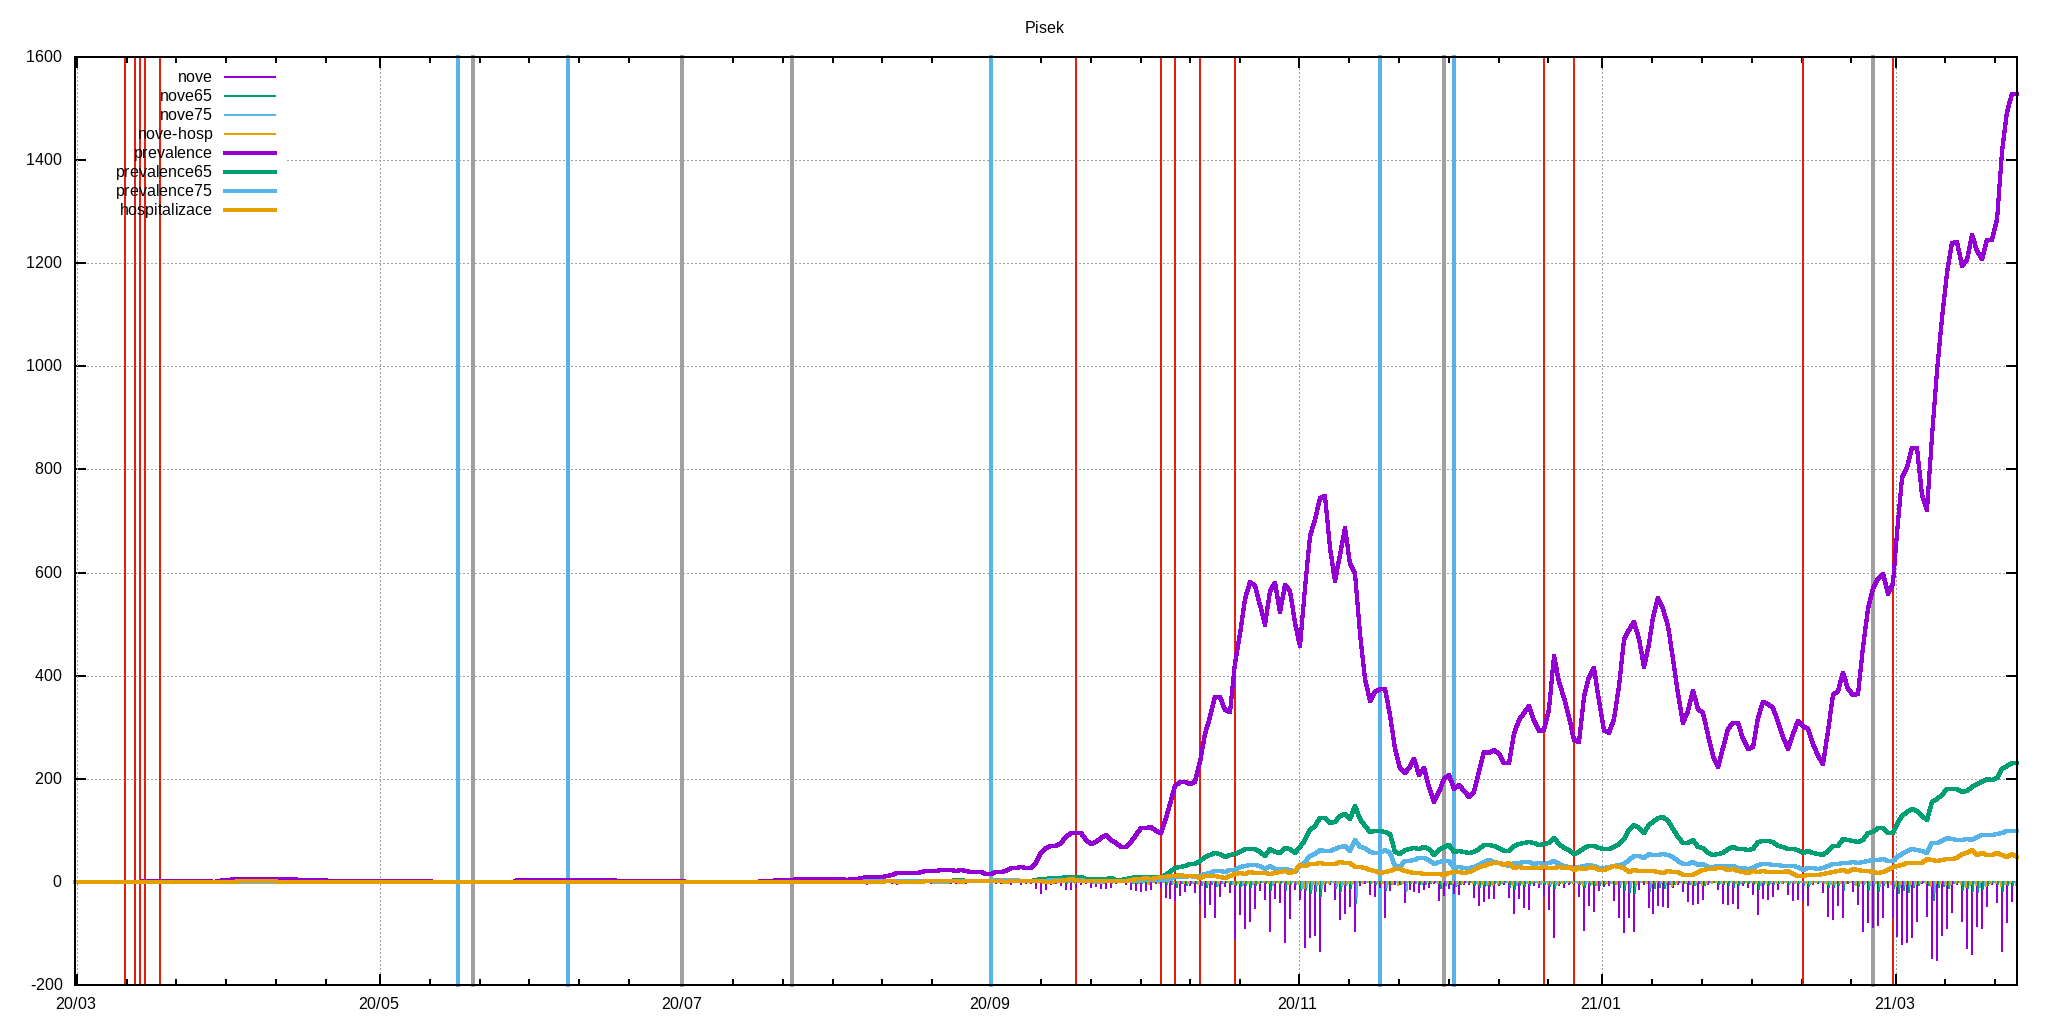 Pisek
1600
1400
1200
1000
800
600
400
200
0
-200
nove
nove65
nove75
nove-hosp
prevalence
prevalence65
prevalence75
hospitalizace
20/03 20/05 20/07 20/09 20/11 21/01 21/03